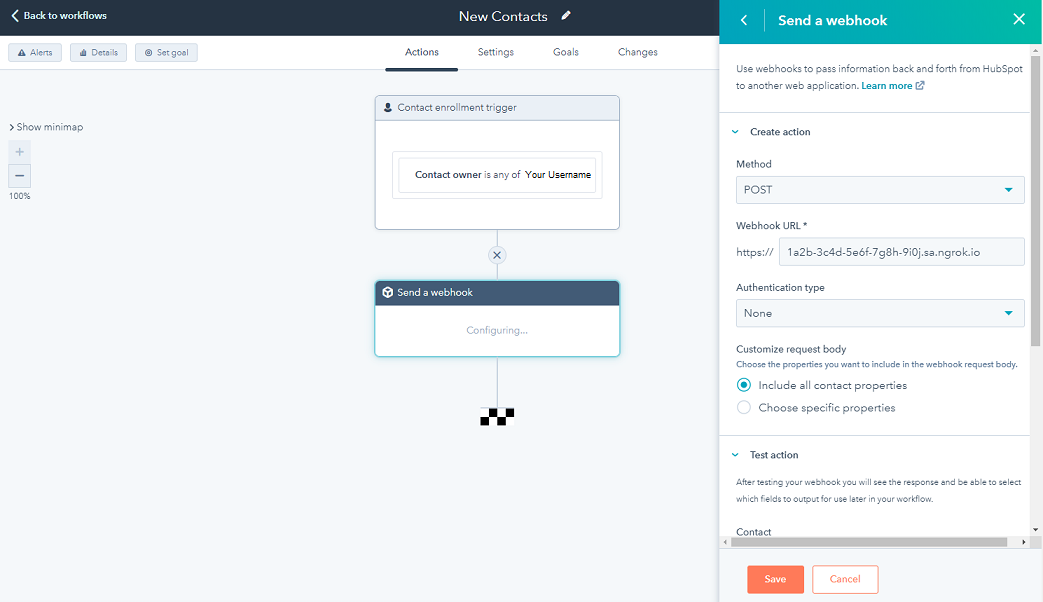 Back to workflows
New Contacts
Send a webhook
Alerts
Details
Set goal
Actions
Settings
Goals
Changes
Show minimap
+
−
100%
Contact enrollment trigger
Contact owner is any of Your Username
Send a webhook
Configuring...
Use webhooks to pass information back and forth from HubSpot
to another web application. Learn more
Create action
Method
POST
Webhook URL *
https:// 1a2b-3c4d-5e6f-7g8h-9i0j.sa.ngrok.io
Authentication type
None
Customize request body
Choose the properties you want to include in the webhook request body.
Include all contact properties
Choose specific properties
Test action
After testing your webhook you will see the response and be able to select
which fields to output for use later in your workflow.
Contact
Save
Cancel